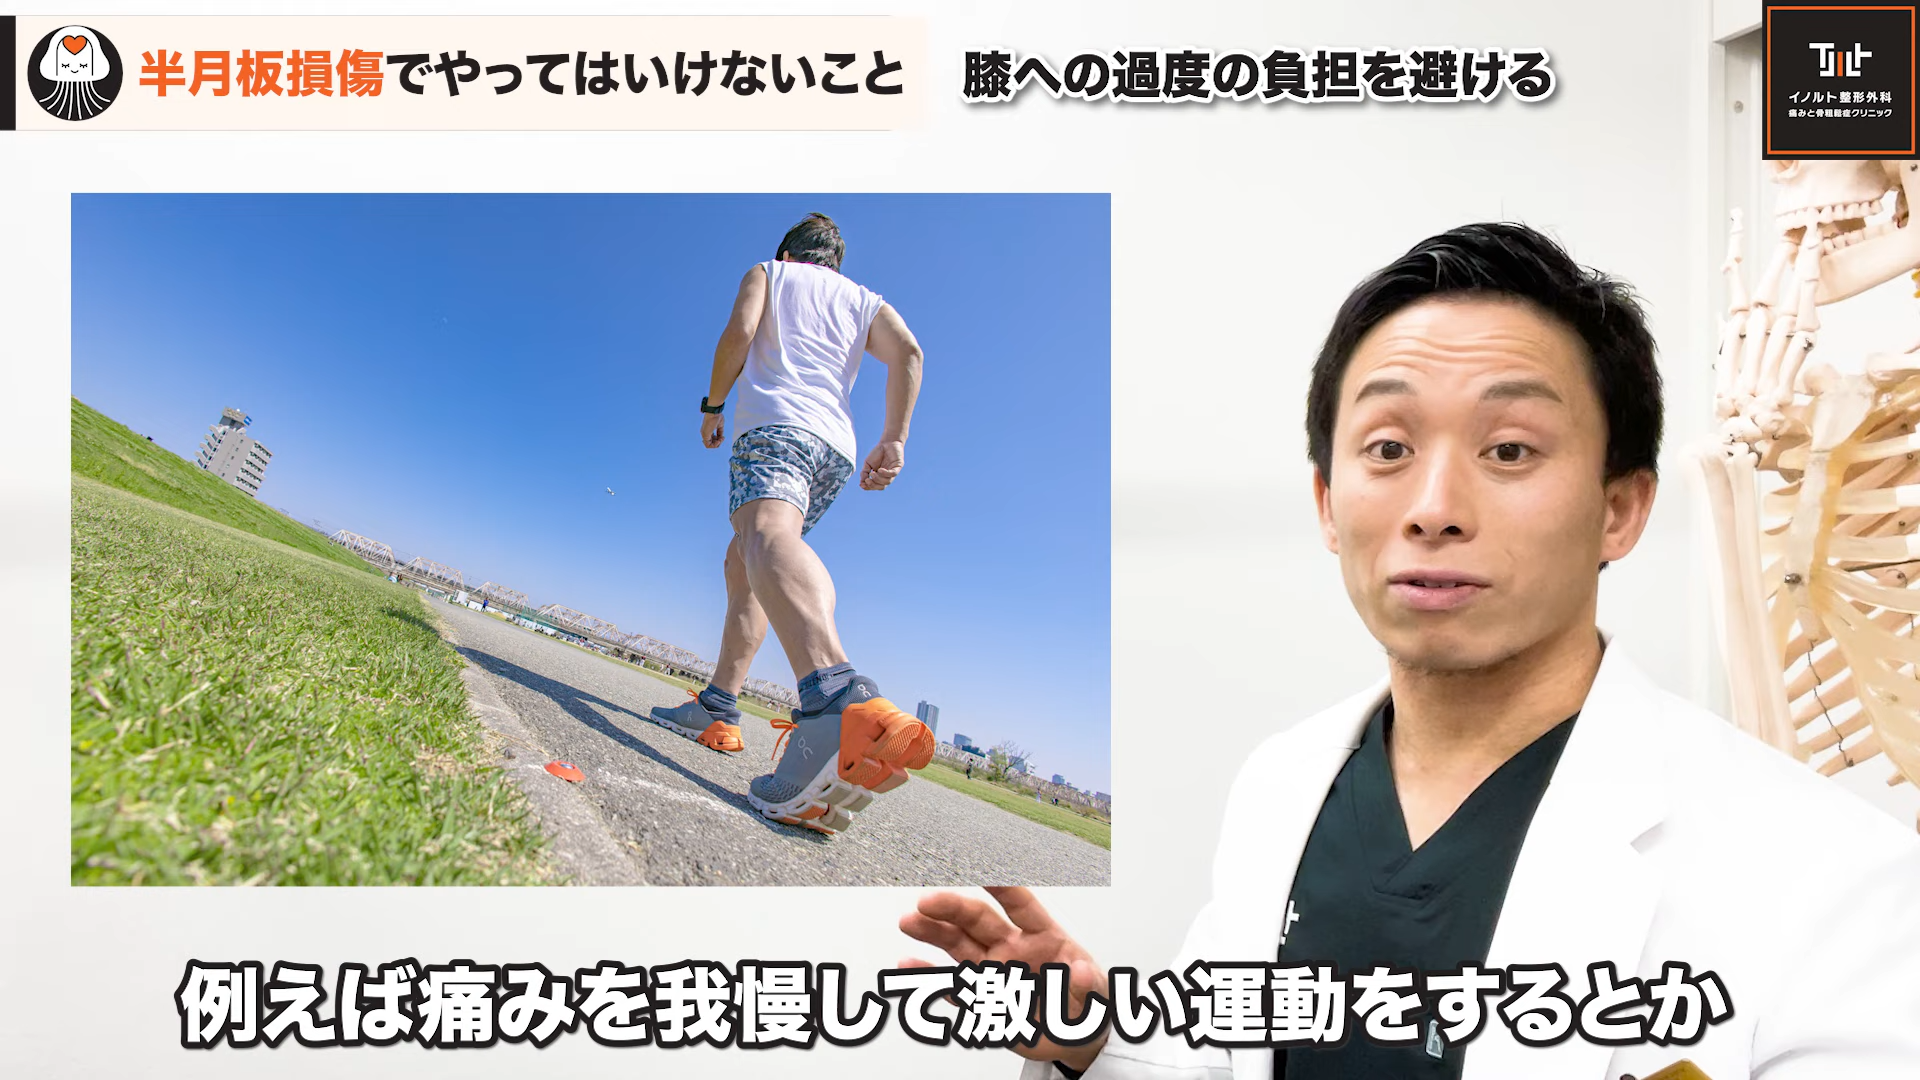 半月板損傷でやってはいけないこと
膝への過度の負担を避ける
イノルト整形外科
痛みと骨粗鬆症クリニック
例えば痛みを我慢して激しい運動をするとか